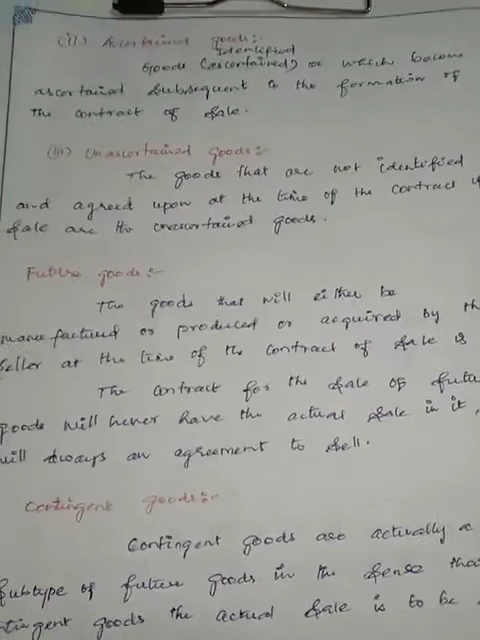 (ii) Ascertained goods:-
Identified
Goods (ascertained) or which become
ascertained subsequent to the formation of
the contract of sale.
(iii) Unascertained goods:-
The goods that are not identified
and agreed upon at the time of the contract
sale are the unascertained goods.
Future goods:-
The goods that will either be
manufactured or produced or acquired by th
seller at the time of the contract of sale is
The contract for the sale of futu
goods will never have the actual sale in it,
will always an agreement to sell.
Contingent goods:-
Contingent goods are actually a
subtype of future goods in the sense tha
tingent goods the actual sale is to be